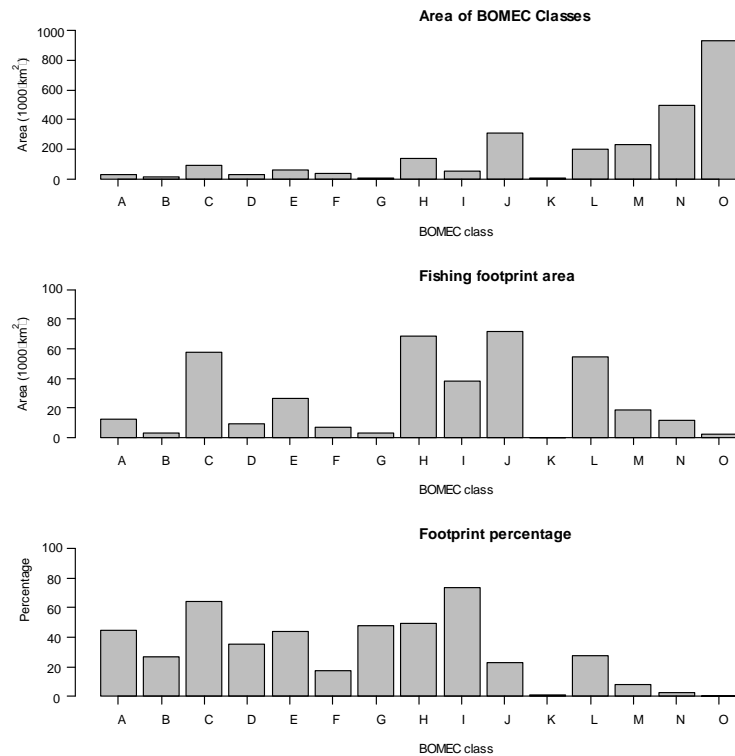 Area of BOMEC Classes
Area (1000 km²)
1000
800
600
400
200
0
A B C D E F G H I J K L M N O
BOMEC class
Fishing footprint area
Area (1000 km²)
100
80
60
40
20
0
A B C D E F G H I J K L M N O
BOMEC class
Footprint percentage
Percentage
100
80
60
40
20
0
A B C D E F G H I J K L M N O
BOMEC class